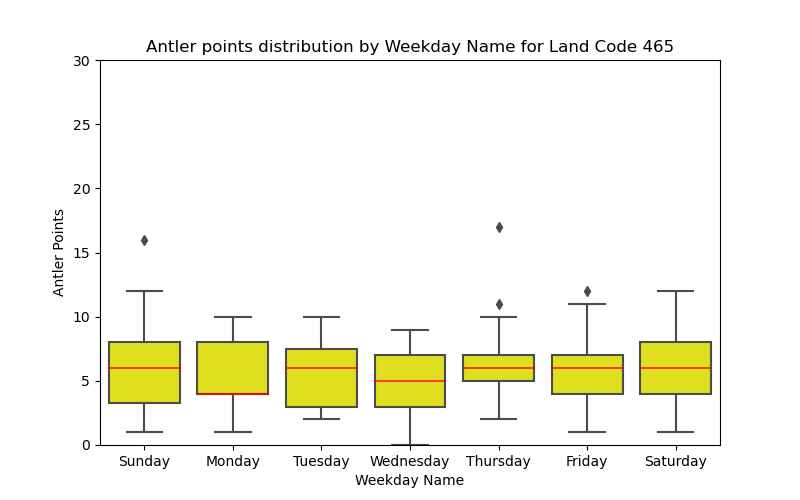 Antler points distribution by Weekday Name for Land Code 465
30
25
20
15
10
5
0
Antler Points
Sunday Monday Tuesday Wednesday Thursday Friday Saturday
Weekday Name